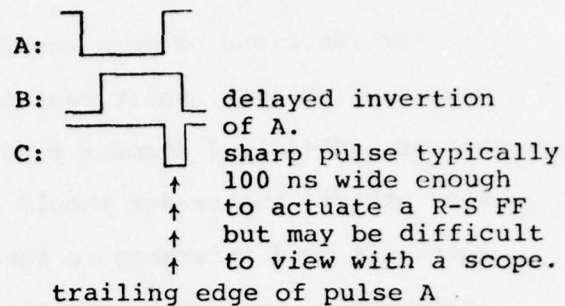 A:
B: delayed invertion
of A.
C: sharp pulse typically
100 ns wide enough
to actuate a R-S FF
but may be difficult
to view with a scope.
trailing edge of pulse A